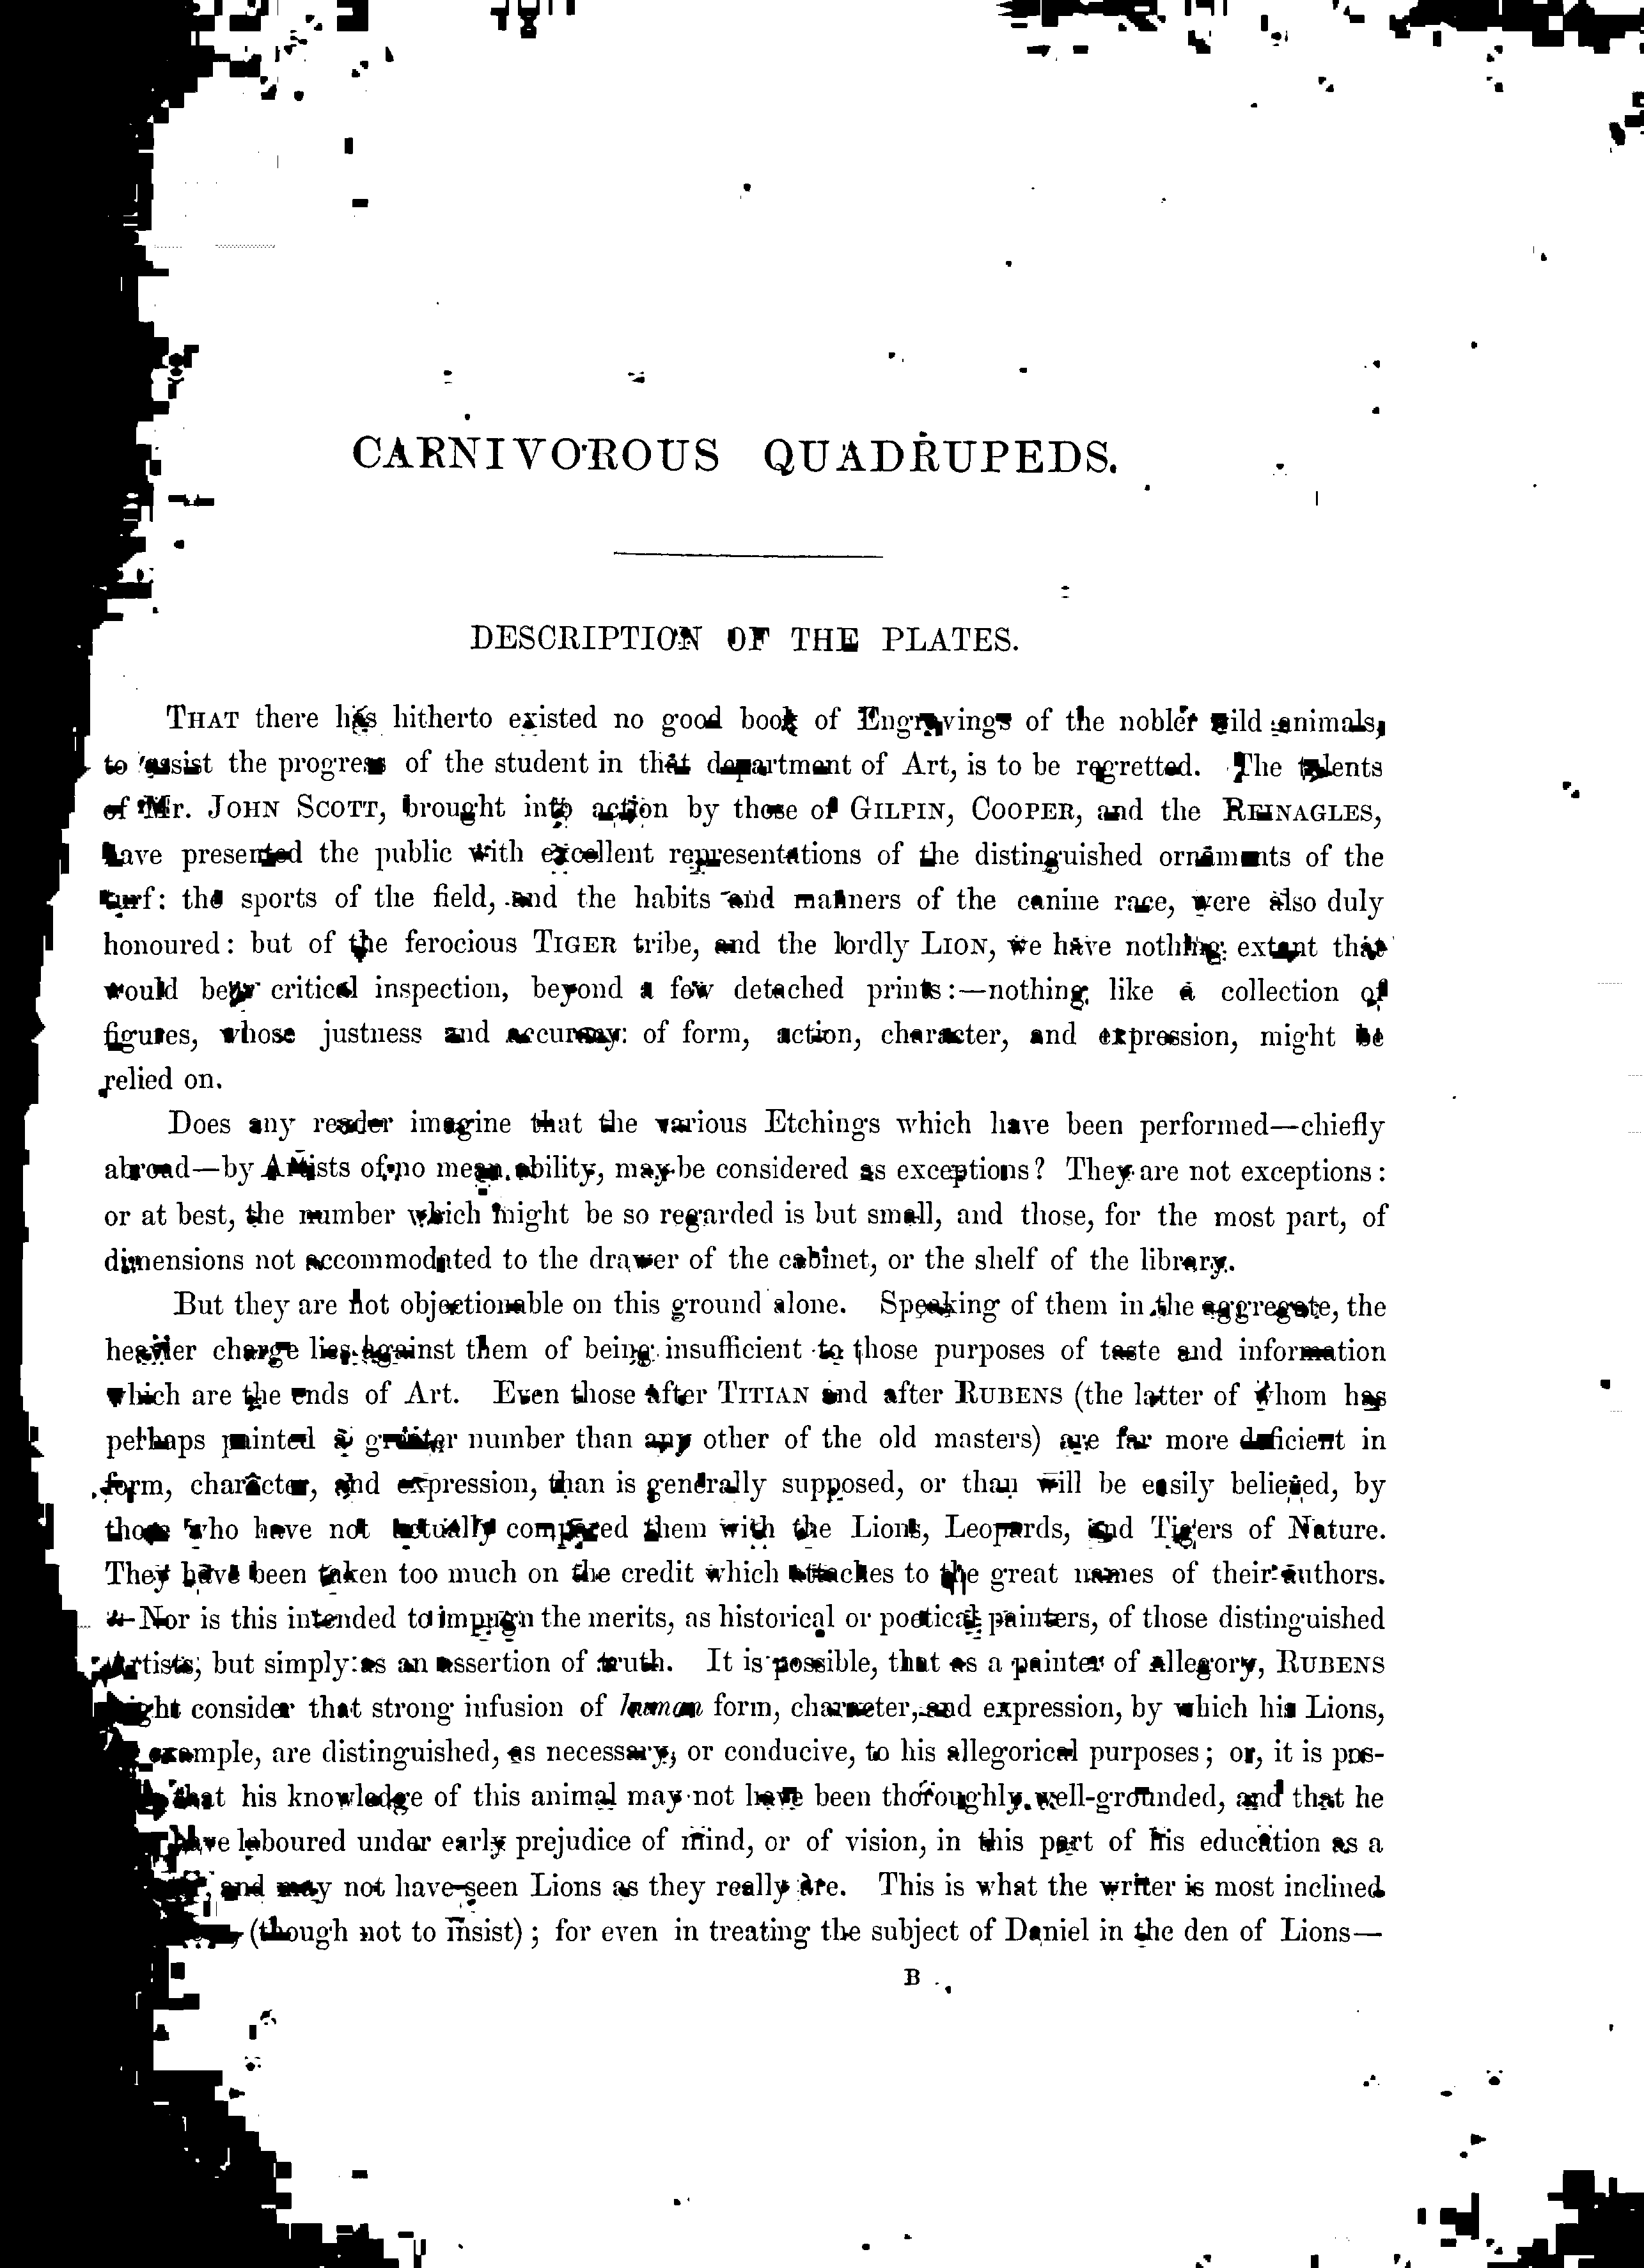 CARNIVOROUS QUADRUPEDS.
DESCRIPTION OF THE PLATES.
THAT there has hitherto existed no good book of Engravings of the nobler wild animals,
to assist the progress of the student in that department of Art, is to be regretted. The talents
of Mr. JOHN SCOTT, brought into action by those of GILPIN, COOPER, and the REINAGLES,
have presented the public with excellent representations of the distinguished ornaments of the
turf: the sports of the field, and the habits and manners of the canine race, were also duly
honoured: but of the ferocious TIGER tribe, and the lordly LION, we have nothing extant that
would bear critical inspection, beyond a few detached prints:—nothing like a collection of
figures, whose justness and accuracy of form, action, character, and expression, might be
relied on.
Does any reader imagine that the various Etchings which have been performed—chiefly
abroad—by Artists of no mean ability, may be considered as exceptions? They are not exceptions:
or at best, the number which might be so regarded is but small, and those, for the most part, of
dimensions not accommodated to the drawer of the cabinet, or the shelf of the library.
But they are not objectionable on this ground alone. Speaking of them in the aggregate, the
heavier charge lies against them of being insufficient to those purposes of taste and information
which are the ends of Art. Even those after TITIAN and after RUBENS (the latter of whom has
perhaps painted a greater number than any other of the old masters) are far more deficient in
form, character, and expression, than is generally supposed, or than will be easily believed, by
those who have not actually compared them with the Lions, Leopards, and Tigers of Nature.
They have been taken too much on the credit which attaches to the great names of their authors.
—Nor is this intended to impugn the merits, as historical or poetical painters, of those distinguished
Artists, but simply as an assertion of truth. It is possible, that as a painter of allegory, RUBENS
might consider that strong infusion of human form, character, and expression, by which his Lions,
example, are distinguished, as necessary, or conducive, to his allegorical purposes; or, it is pos-
that his knowledge of this animal may not have been thoroughly well-grounded, and that he
have laboured under early prejudice of mind, or of vision, in this part of his education as a
and may not have seen Lions as they really are. This is what the writer is most inclined
(though not to insist); for even in treating the subject of Daniel in the den of Lions—
B